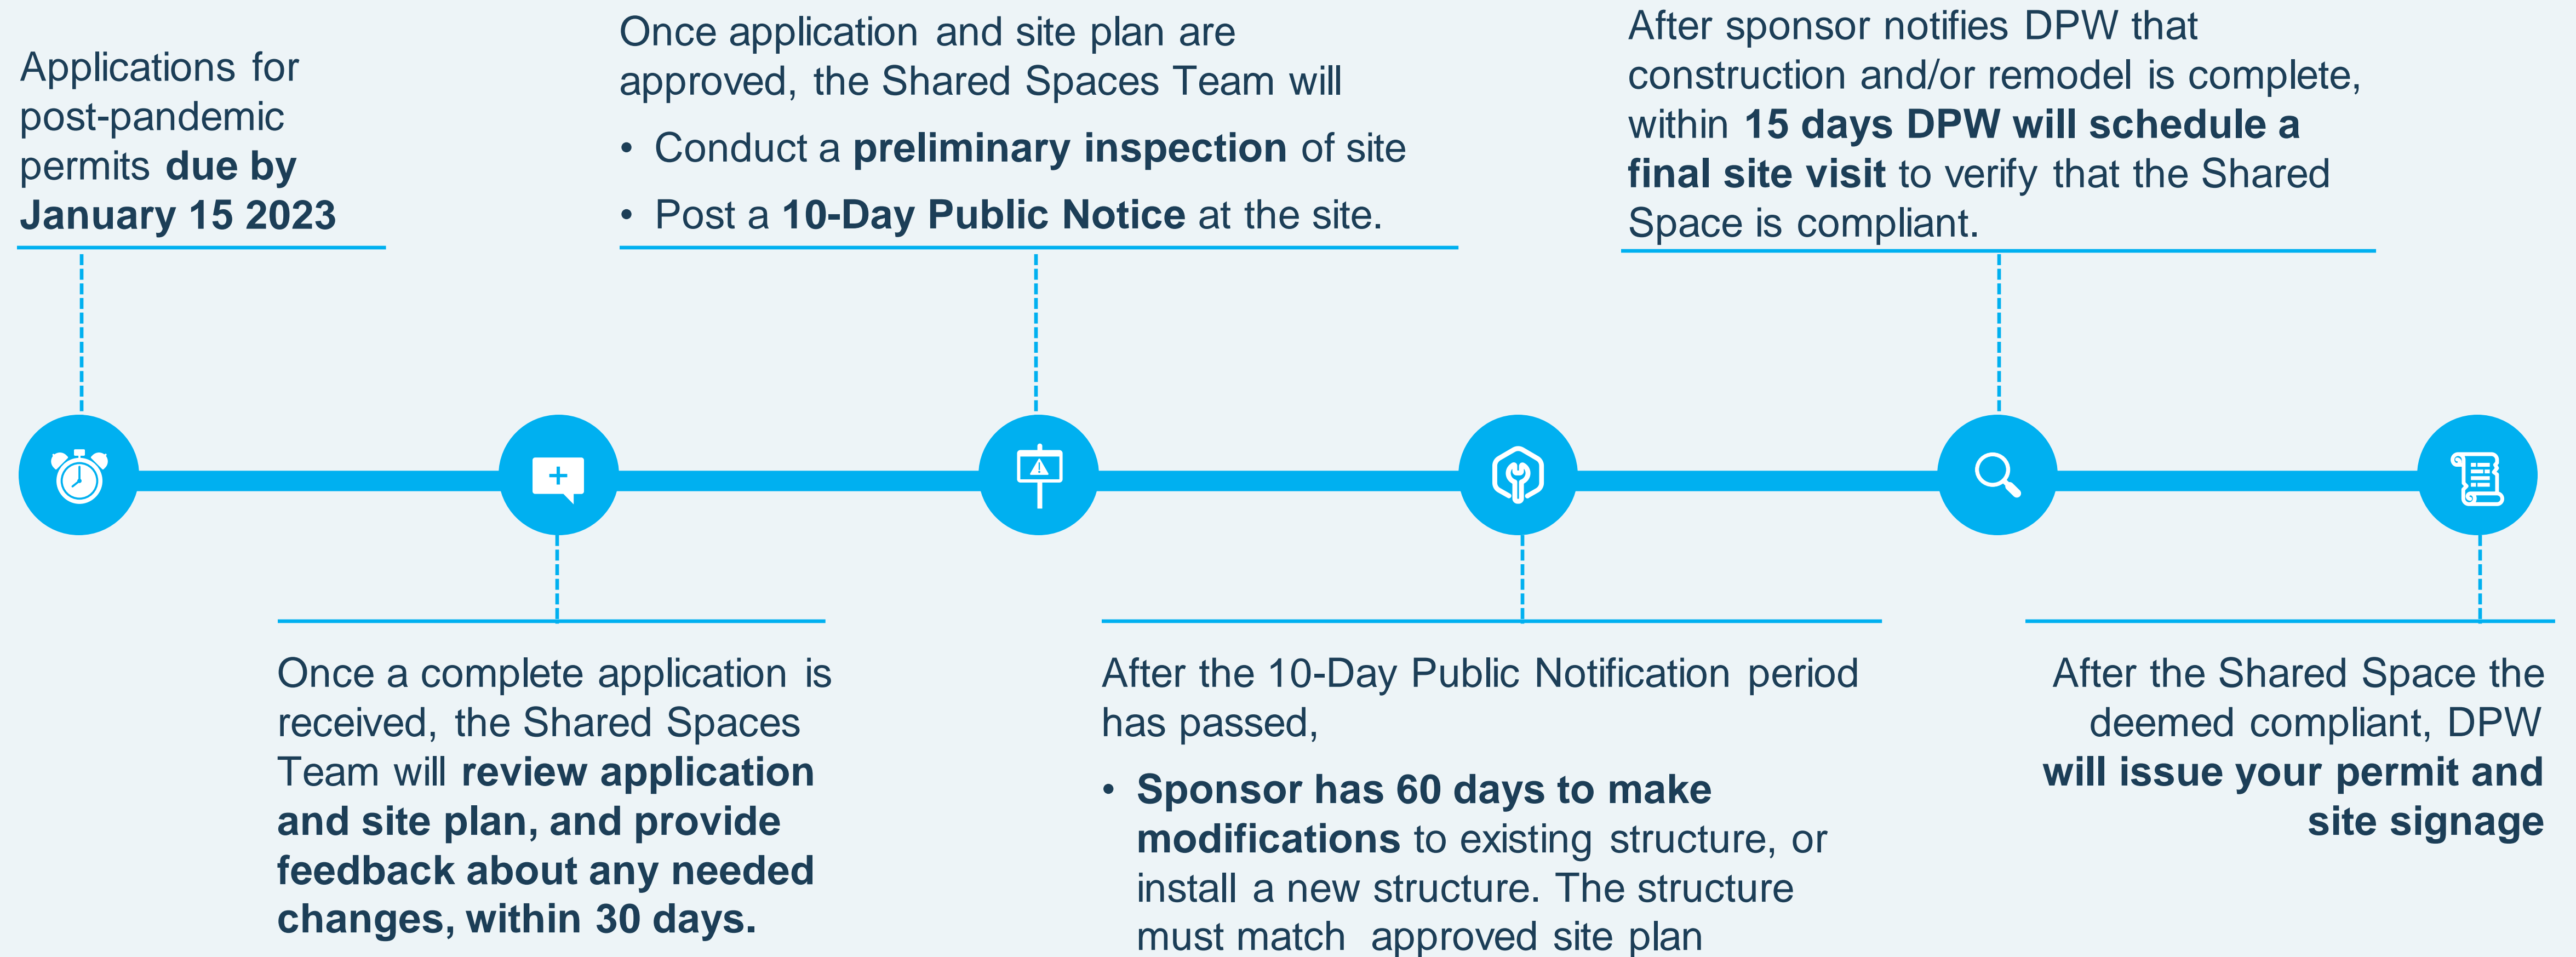 Applications for
post-pandemic
permits due by
January 15 2023
Once a complete application is
received, the Shared Spaces
Team will review application
and site plan, and provide
feedback about any needed
changes, within 30 days.
Once application and site plan are
approved, the Shared Spaces Team will
• Conduct a preliminary inspection of site
• Post a 10-Day Public Notice at the site.
After the 10-Day Public Notification period
has passed,
• Sponsor has 60 days to make
modifications to existing structure, or
install a new structure. The structure
must match approved site plan
After sponsor notifies DPW that
construction and/or remodel is complete,
within 15 days DPW will schedule a
final site visit to verify that the Shared
Space is compliant.
After the Shared Space the
deemed compliant, DPW
will issue your permit and
site signage